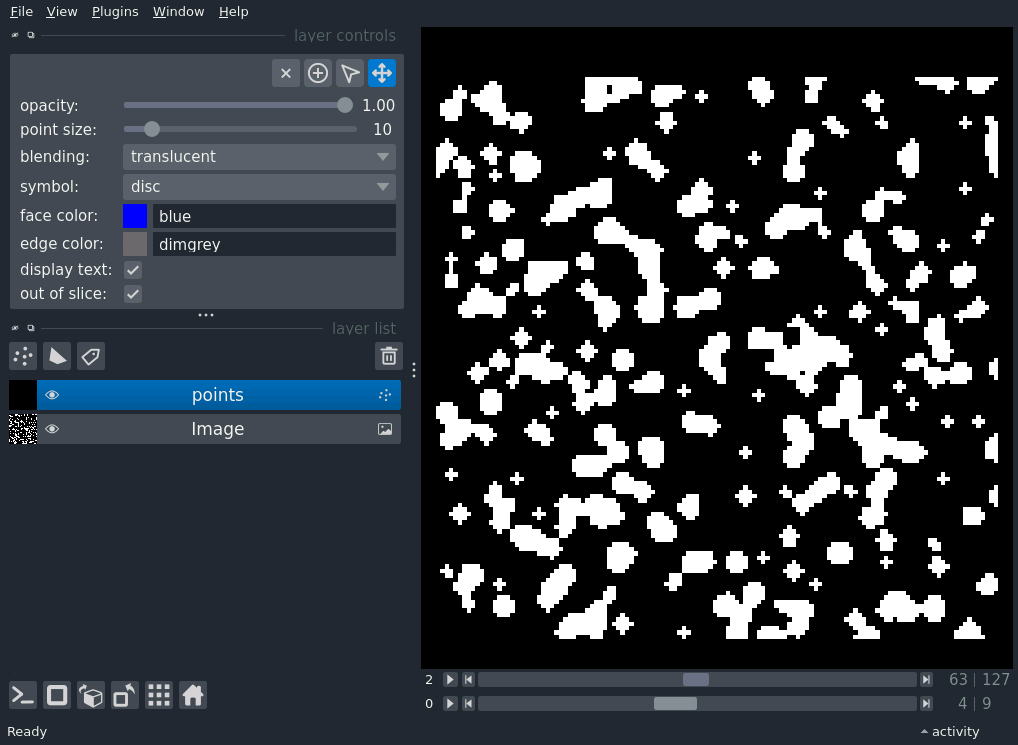 File View Plugins Window Help
layer controls
opacity: 1.00
point size: 10
blending: translucent
symbol: disc
face color: blue
edge color: dimgrey
display text:
out of slice:
layer list
points
Image
2 63 | 127
0 4 | 9
Ready activity